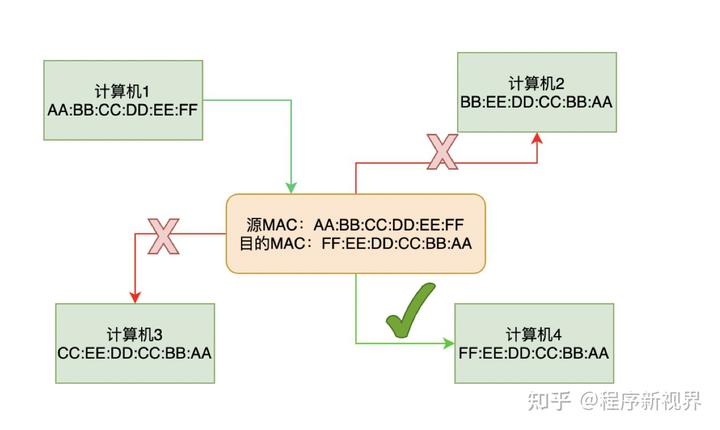 计算机1
AA:BB:CC:DD:EE:FF
计算机2
BB:EE:DD:CC:BB:AA
源MAC：AA:BB:CC:DD:EE:FF
目的MAC：FF:EE:DD:CC:BB:AA
计算机3
CC:EE:DD:CC:BB:AA
计算机4
FF:EE:DD:CC:BB:AA
知乎 @程序新视界